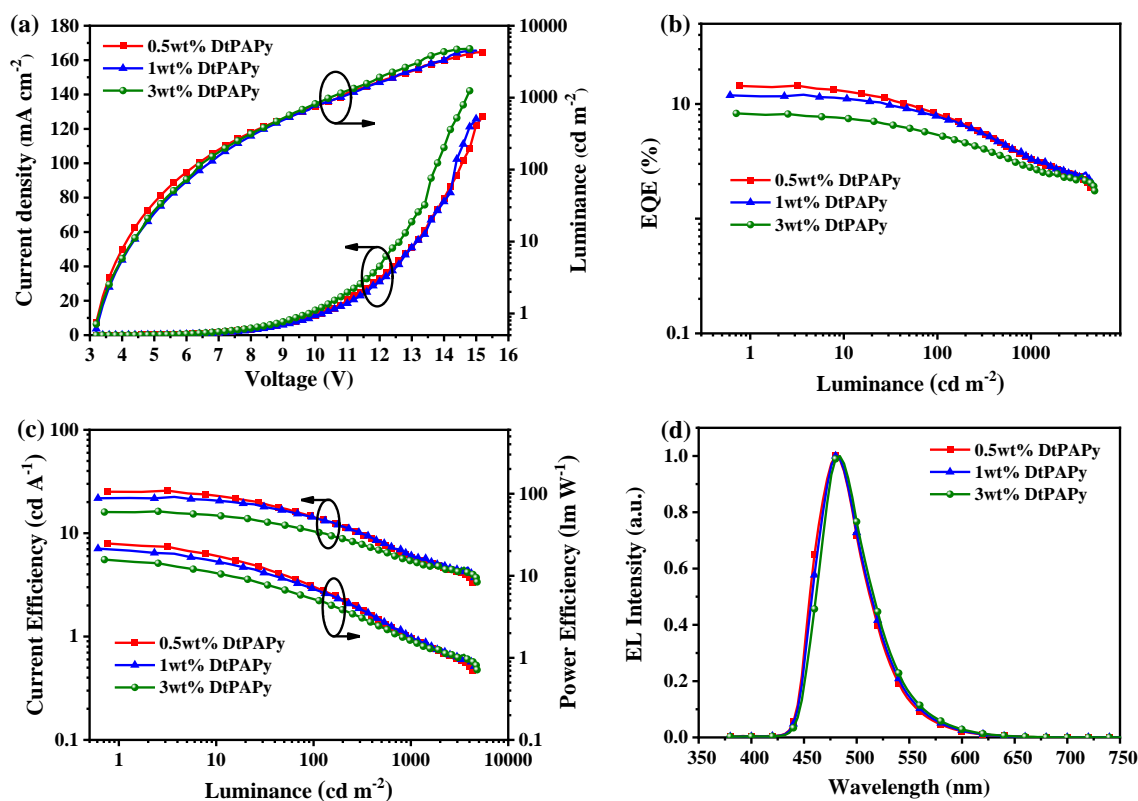 (a)
180
160
140
120
100
80
60
40
20
0
Current density (mA cm-2)
0.5wt% DtPAPy
1wt% DtPAPy
3wt% DtPAPy
10000
1000
100
10
1
Luminance (cd m-2)
3 4 5 6 7 8 9 10 11 12 13 14 15 16
Voltage (V)
(b)
10
0.1
EQE (%)
0.5wt% DtPAPy
1wt% DtPAPy
3wt% DtPAPy
1 10 100 1000
Luminance (cd m-2)
(c)
100
10
1
0.1
Current Efficiency (cd A-1)
0.5wt% DtPAPy
1wt% DtPAPy
3wt% DtPAPy
100
10
1
0.1
Power Efficiency (lm W-1)
1 10 100 1000 10000
Luminance (cd m-2)
(d)
1.0
0.8
0.6
0.4
0.2
0.0
EL Intensity (a.u.)
0.5wt% DtPAPy
1wt% DtPAPy
3wt% DtPAPy
350 400 450 500 550 600 650 700 750
Wavelength (nm)